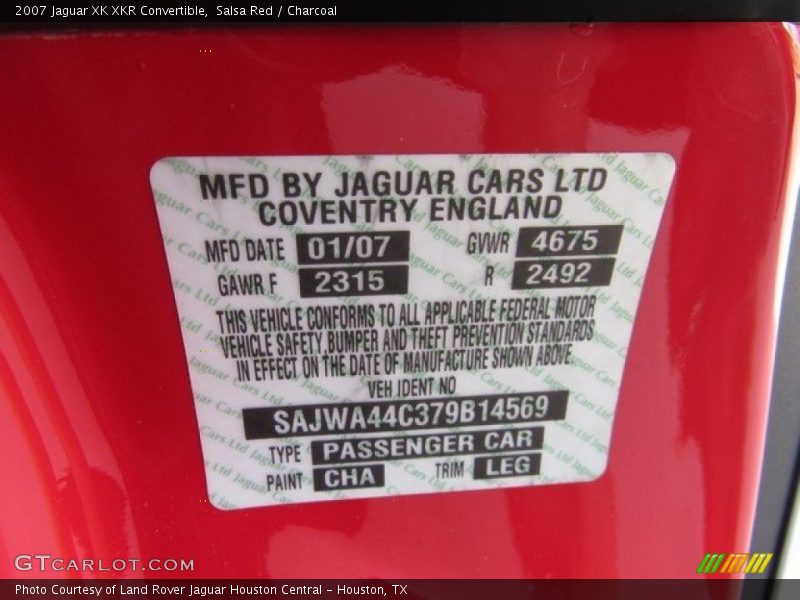 2007 Jaguar XK XKR Convertible, Salsa Red / Charcoal
MFD BY JAGUAR CARS LTD
COVENTRY ENGLAND
MFD DATE 01/07 GVWR 4675
GAWR F 2315 R 2492
THIS VEHICLE CONFORMS TO ALL APPLICABLE FEDERAL MOTOR
VEHICLE SAFETY,BUMPER AND THEFT PREVENTION STANDARDS
IN EFFECT ON THE DATE OF MANUFACTURE SHOWN ABOVE.
VEH IDENT NO
SAJWA44C379B14569
TYPE PASSENGER CAR
PAINT CHA TRIM LEG
GTCARLOT.COM
Photo Courtesy of Land Rover Jaguar Houston Central - Houston, TX